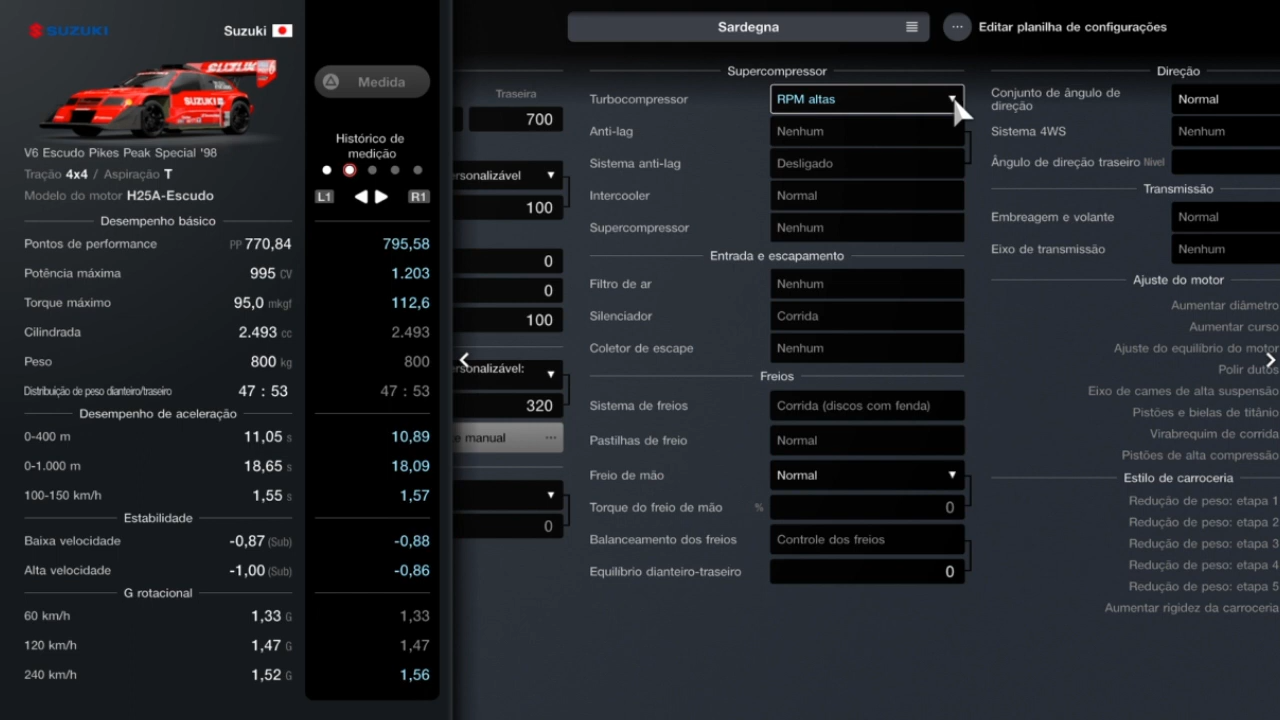 SUZUKI
Suzuki
V6 Escudo Pikes Peak Special '98
Tração 4x4 / Aspiração T
Modelo do motor H25A-Escudo
Desempenho básico
Pontos de performance PP 770,84
Potência máxima 995 CV
Torque máximo 95,0 mkgf
Cilindrada 2.493 cc
Peso 800 kg
Distribuição de peso dianteiro/traseiro 47 : 53
Desempenho de aceleração
0-400 m 11,05 s
0-1.000 m 18,65 s
100-150 km/h 1,55 s
Estabilidade
Baixa velocidade -0,87 (Sub)
Alta velocidade -1,00 (Sub)
G rotacional
60 km/h 1,33 G
120 km/h 1,47 G
240 km/h 1,52 G
Medida
Histórico de
medição
L1 R1
795,58
1.203
112,6
2.493
800
47 : 53
10,89
18,09
1,57
-0,88
-0,86
1,33
1,47
1,56
Sardegna
... Editar planilha de configurações
Traseira
700
ersonalizável
100
0
0
100
rsonalizável:
320
te manual ...
0
Supercompressor
Turbocompressor RPM altas
Anti-lag Nenhum
Sistema anti-lag Desligado
Intercooler Normal
Supercompressor Nenhum
Entrada e escapamento
Filtro de ar Nenhum
Silenciador Corrida
Coletor de escape Nenhum
Freios
Sistema de freios Corrida (discos com fenda)
Pastilhas de freio Normal
Freio de mão Normal
Torque do freio de mão % 0
Balanceamento dos freios Controle dos freios
Equilíbrio dianteiro-traseiro 0
Direção
Conjunto de ângulo de
direção Normal
Sistema 4WS Nenhum
Ângulo de direção traseiro Nível
Transmissão
Embreagem e volante Normal
Eixo de transmissão Nenhum
Ajuste do motor
Aumentar diâmetro
Aumentar curso
Ajuste do equilíbrio do motor
Polir dutos
Eixo de cames de alta suspensão
Pistões e bielas de titânio
Virabrequim de corrida
Pistões de alta compressão
Estilo de carroceria
Redução de peso: etapa 1
Redução de peso: etapa 2
Redução de peso: etapa 3
Redução de peso: etapa 4
Redução de peso: etapa 5
Aumentar rigidez da carroceria